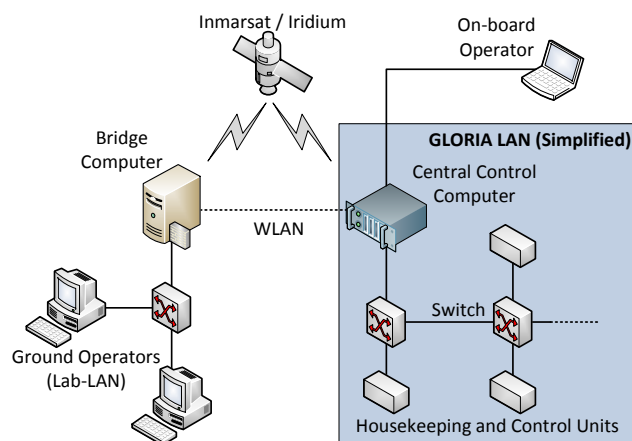 Inmarsat / Iridium
On-board
Operator
Bridge
Computer
GLORIA LAN (Simplified)
Central Control
Computer
WLAN
Switch
Ground Operators
(Lab-LAN)
Housekeeping and Control Units